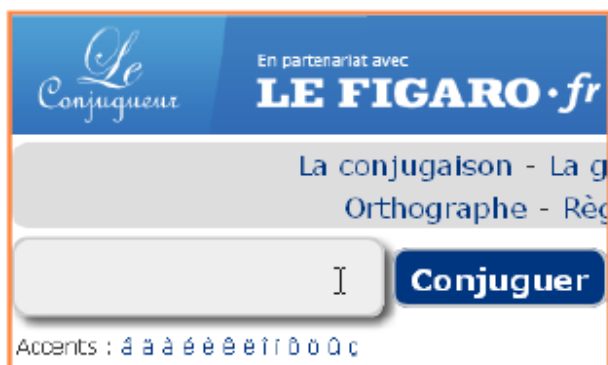 Le
Conjugueur
En partenariat avec
LE FIGARO·fr
La conjugaison - La g
Orthographe - Règ
Conjuguer
Accents : â ä à é è ê ë î ï ô ö û ç